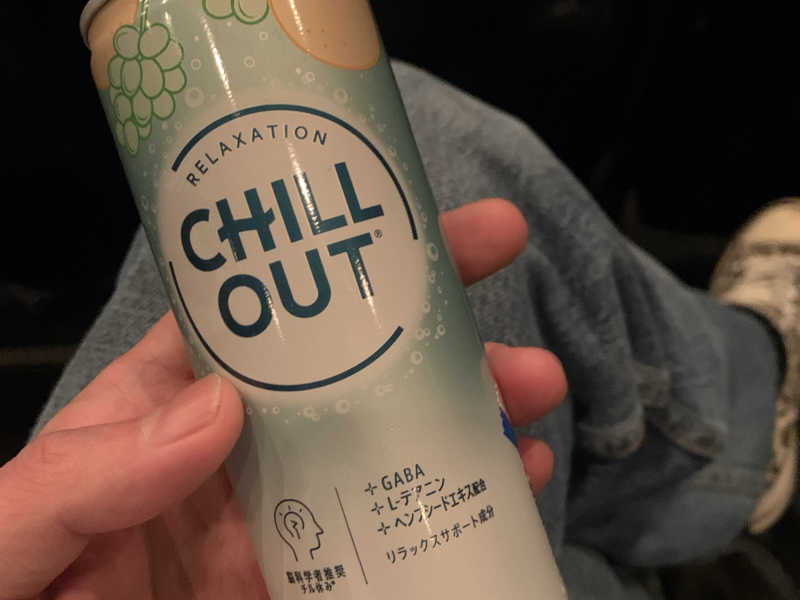 RELAXATION
CHILL
OUT®
+ GABA
+ L-テアニン
+ ヘンプシードエキス配合
リラックスサポート成分
脳科学者推奨
チル休み※